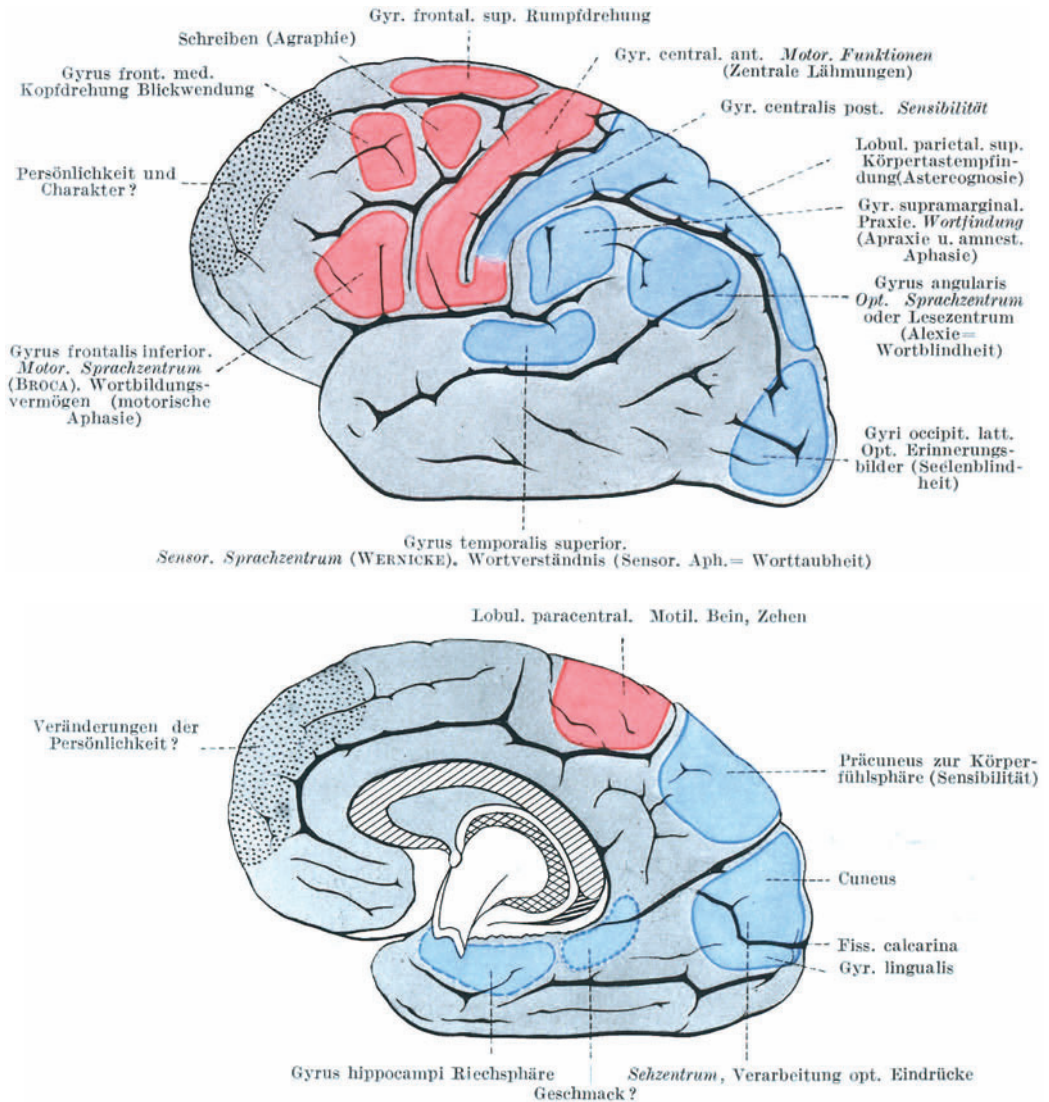 Gyr. frontal. sup. Rumpfdrehung
Schreiben (Agraphie)
Gyr. central. ant. Motor. Funktionen
(Zentrale Lähmungen)
Gyrus front. med.
Kopfdrehung Blickwendung
Gyr. centralis post. Sensibilität
Persönlichkeit und
Charakter?
Lobul. parietal. sup.
Körpertastempfin-
dung(Astereognosie)
Gyr. supramarginal.
Praxie. Wortfindung
(Apraxie u. amnest.
Aphasie)
Gyrus angularis
Opt. Sprachzentrum
oder Lesezentrum
(Alexie=
Wortblindheit)
Gyrus frontalis inferior.
Motor. Sprachzentrum
(BROCA). Wortbildungs-
vermögen (motorische
Aphasie)
Gyri occipit. latt.
Opt. Erinnerungs-
bilder (Seelenblind-
heit)
Gyrus temporalis superior.
Sensor. Sprachzentrum (WERNICKE). Wortverständnis (Sensor. Aph.= Worttaubheit)
Lobul. paracentral. Motil. Bein, Zehen
Veränderungen der
Persönlichkeit?
Präcuneus zur Körper-
fühlsphäre (Sensibilität)
Cuneus
Fiss. calcarina
Gyr. lingualis
Gyrus hippocampi Riechsphäre
Geschmack?
Sehzentrum, Verarbeitung opt. Eindrücke